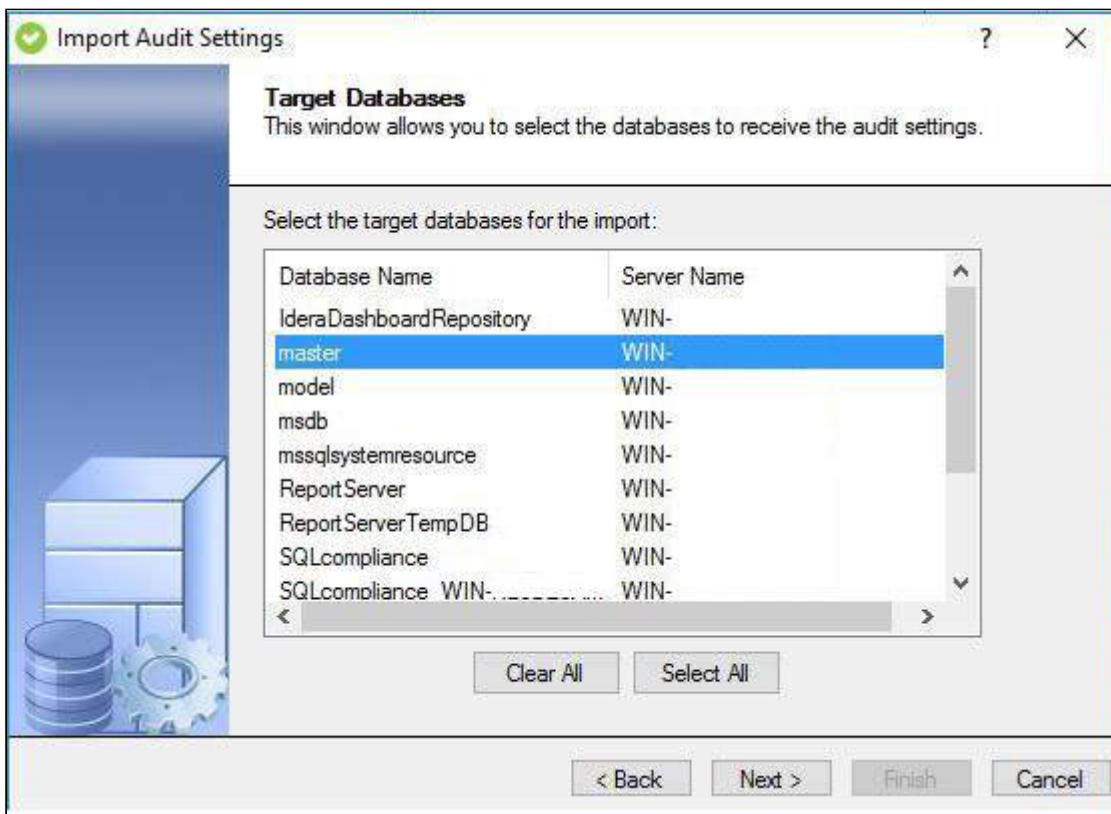 Import Audit Settings ?
Target Databases
This window allows you to select the databases to receive the audit settings.
Select the target databases for the import:
Database Name Server Name
IderaDashboardRepository WIN-
master WIN-
model WIN-
msdb WIN-
mssqlsystemresource WIN-
ReportServer WIN-
ReportServerTempDB WIN-
SQLcompliance WIN-
SQLcompliance_WIN- WIN-
Clear All Select All
< Back Next > Finish Cancel